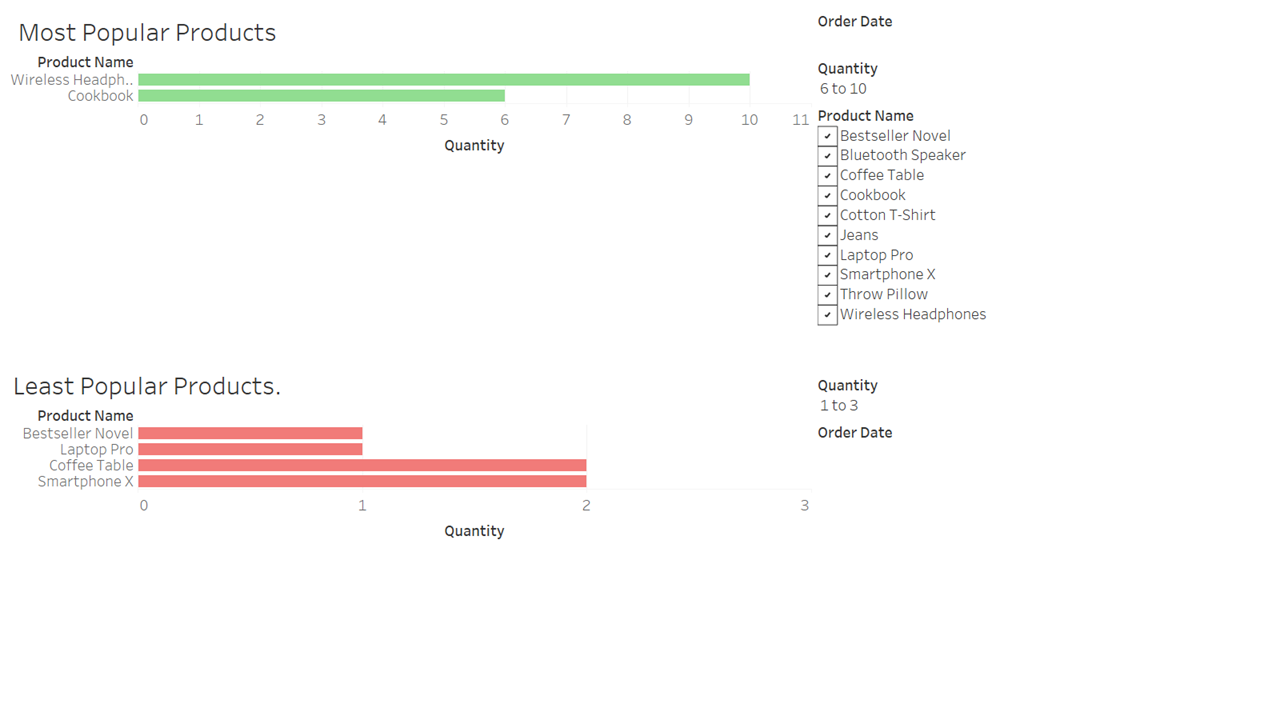 Most Popular Products
Product Name
Wireless Headph..
Cookbook
0 1 2 3 4 5 6 7 8 9 10 11
Quantity
Order Date
Quantity
6 to 10
Product Name
Bestseller Novel
Bluetooth Speaker
Coffee Table
Cookbook
Cotton T-Shirt
Jeans
Laptop Pro
Smartphone X
Throw Pillow
Wireless Headphones
Least Popular Products.
Product Name
Bestseller Novel
Laptop Pro
Coffee Table
Smartphone X
0 1 2 3
Quantity
Quantity
1 to 3
Order Date